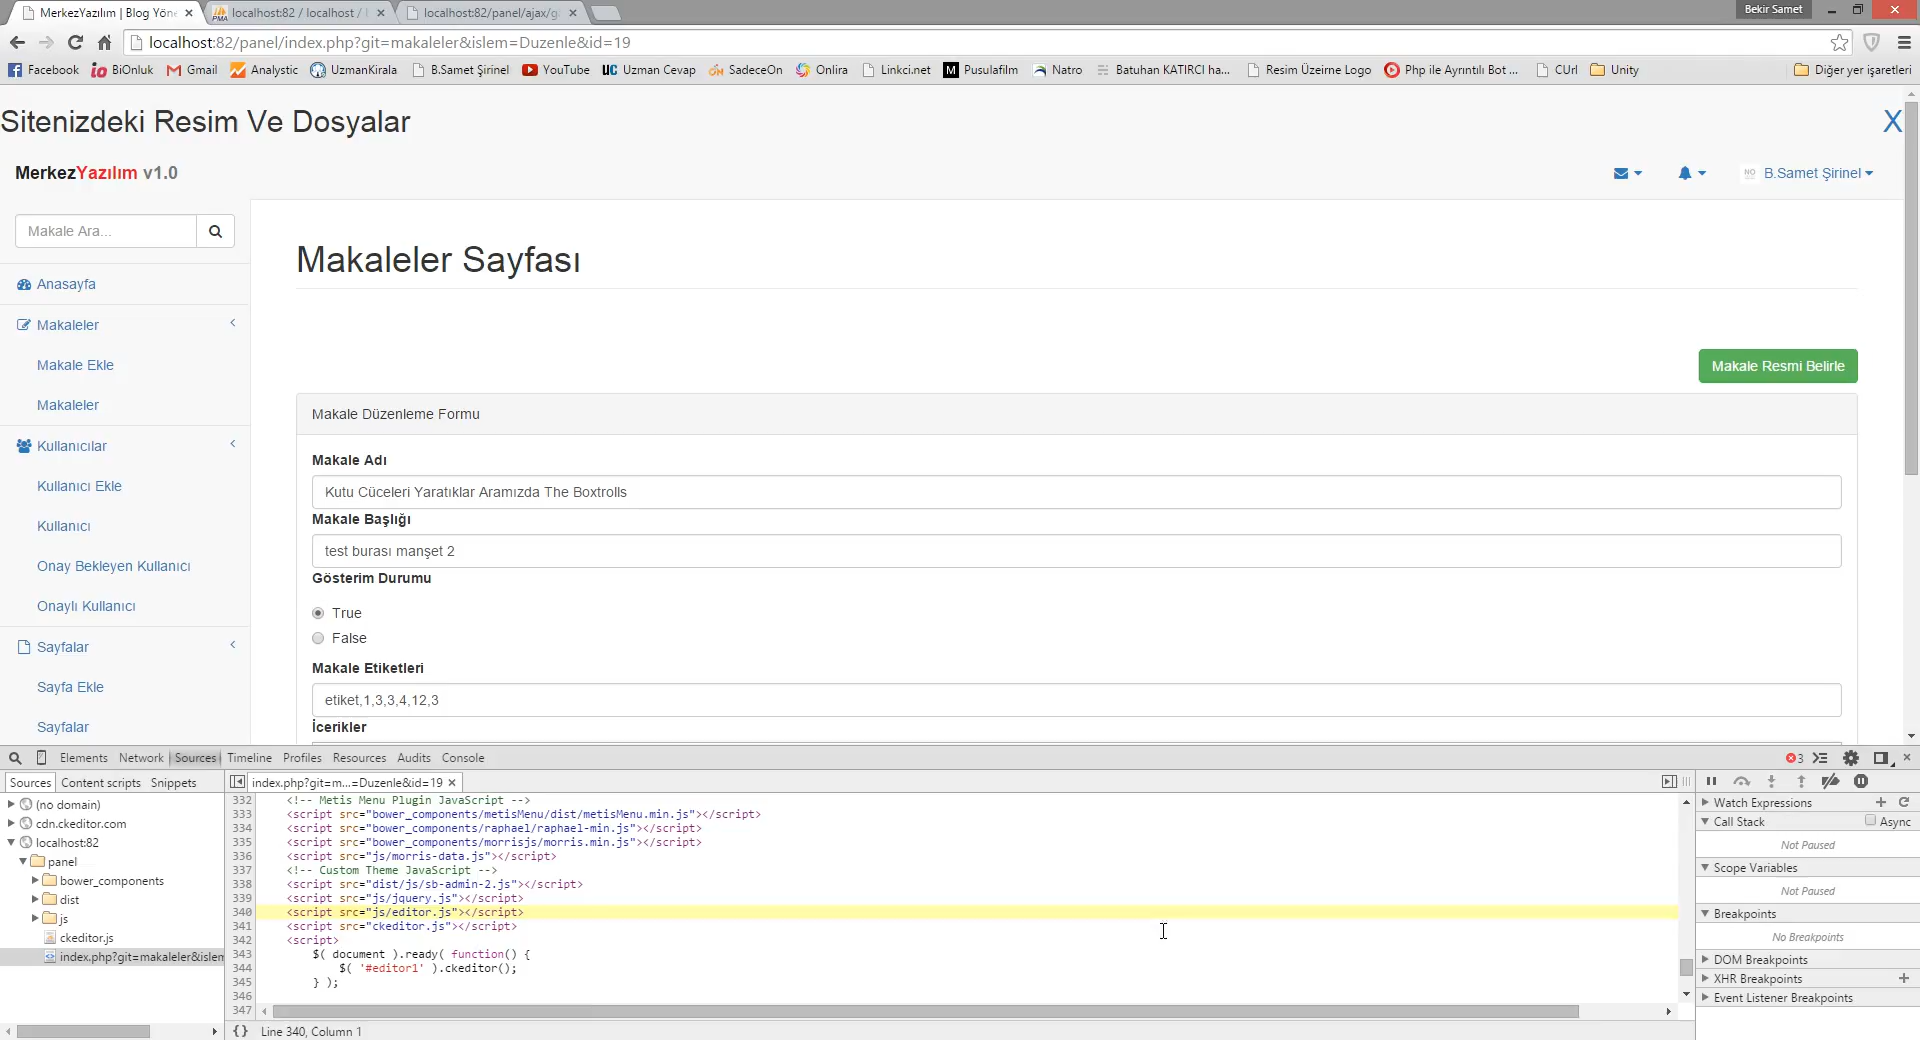 MerkezYazılım | Blog Yöne
localhost:82 / localhost /
localhost:82/panel/ajax/g
Bekir Samet
localhost:82/panel/index.php?git=makaleler&islem=Duzenle&id=19
Facebook BiOnluk Gmail Analystic UzmanKirala B.Samet Şirinel YouTube Uzman Cevap SadeceOn Onlira Linkci.net Pusulafilm Natro Batuhan KATIRCI ha... Resim Üzeirne Logo Php ile Ayrıntılı Bot ... CUrl Unity Diğer yer işaretleri
Sitenizdeki Resim Ve Dosyalar
X
MerkezYazılım v1.0
B.Samet Şirinel
Makale Ara...
Anasayfa
Makaleler
Makale Ekle
Makaleler
Kullanıcılar
Kullanıcı Ekle
Kullanıcı
Onay Bekleyen Kullanıcı
Onaylı Kullanıcı
Sayfalar
Sayfa Ekle
Sayfalar
Makaleler Sayfası
Makale Resmi Belirle
Makale Düzenleme Formu
Makale Adı
Kutu Cüceleri Yaratıklar Aramızda The Boxtrolls
Makale Başlığı
test burası manşet 2
Gösterim Durumu
True
False
Makale Etiketleri
etiket,1,3,3,4,12,3
İcerikler
Elements Network Sources Timeline Profiles Resources Audits Console
3
Sources Content scripts Snippets
index.php?git=m...=Duzenle&id=19
(no domain)
cdn.ckeditor.com
localhost:82
panel
bower_components
dist
js
ckeditor.js
index.php?git=makaleler&islem
332 <!-- Metis Menu Plugin JavaScript -->
333 <script src="bower_components/metisMenu/dist/metisMenu.min.js"></script>
334 <script src="bower_components/raphael/raphael-min.js"></script>
335 <script src="bower_components/morrisjs/morris.min.js"></script>
336 <script src="js/morris-data.js"></script>
337 <!-- Custom Theme JavaScript -->
338 <script src="dist/js/sb-admin-2.js"></script>
339 <script src="js/jquery.js"></script>
340 <script src="js/editor.js"></script>
341 <script src="ckeditor.js"></script>
342 <script>
343 $( document ).ready( function() {
344 $( '#editor1' ).ckeditor();
345 } );
346
347
{} Line 340, Column 1
Watch Expressions
Call Stack Async
Not Paused
Scope Variables
Not Paused
Breakpoints
No Breakpoints
DOM Breakpoints
XHR Breakpoints
Event Listener Breakpoints